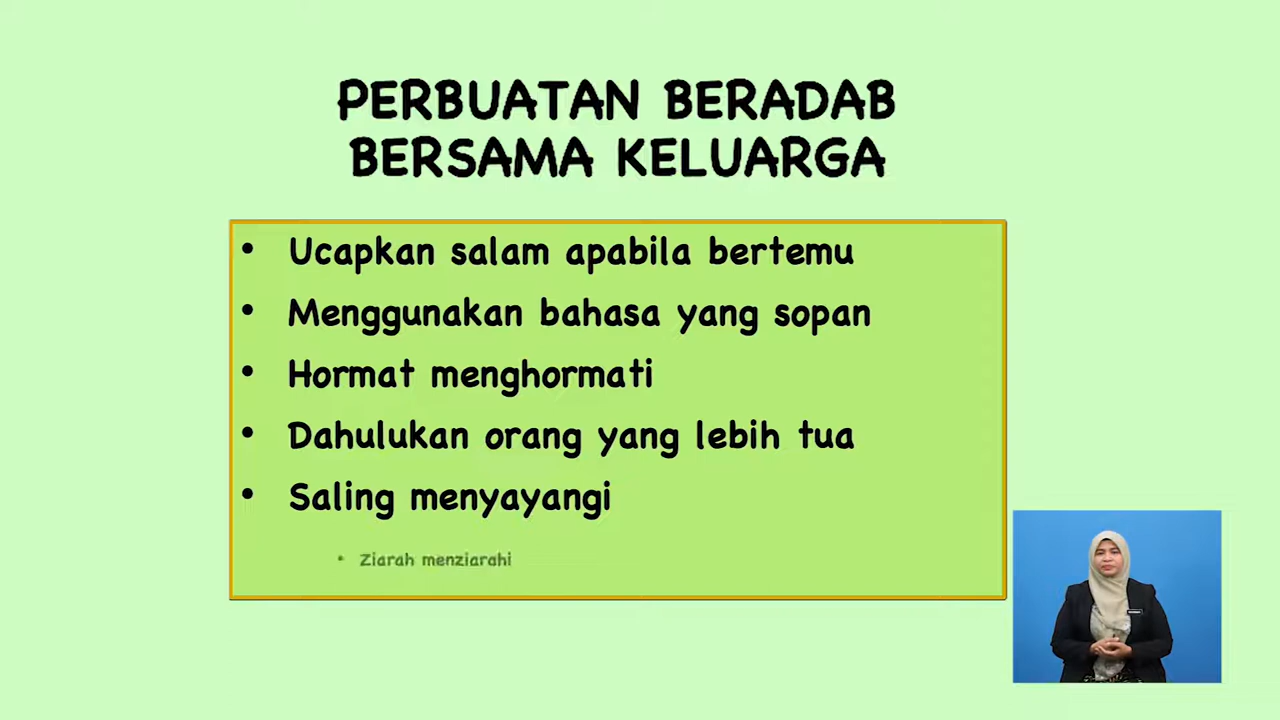 PERBUATAN BERADAB
BERSAMA KELUARGA
• Ucapkan salam apabila bertemu
• Menggunakan bahasa yang sopan
• Hormat menghormati
• Dahulukan orang yang lebih tua
• Saling menyayangi
• Ziarah menziarahi